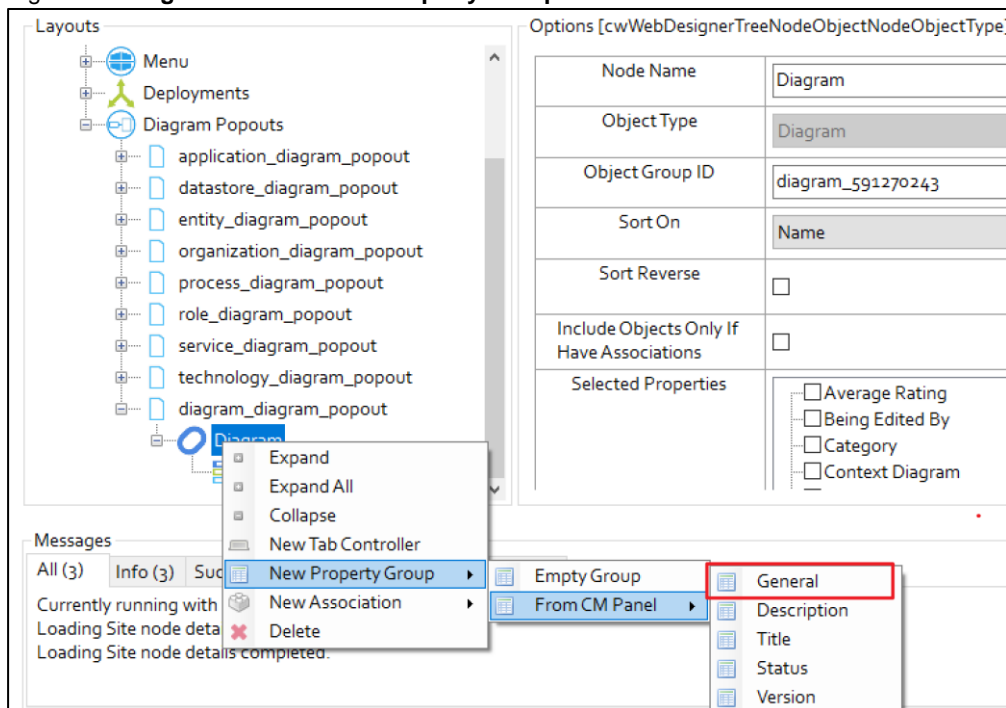 Layouts
Menu
Deployments
Diagram Popouts
application_diagram_popout
datastore_diagram_popout
entity_diagram_popout
organization_diagram_popout
process_diagram_popout
role_diagram_popout
service_diagram_popout
technology_diagram_popout
diagram_diagram_popout
Diagram
Expand
Expand All
Collapse
New Tab Controller
New Property Group
New Association
Delete
Empty Group
From CM Panel
General
Description
Title
Status
Version
Options [cwWebDesignerTreeNodeObjectNodeObjectType]
Node Name
Diagram
Object Type
Diagram
Object Group ID
diagram_591270243
Sort On
Name
Sort Reverse
Include Objects Only If
Have Associations
Selected Properties
Average Rating
Being Edited By
Category
Context Diagram
Messages
All (3)
Info (3)
Suc
Currently running with
Loading Site node deta
Loading Site node details completed.